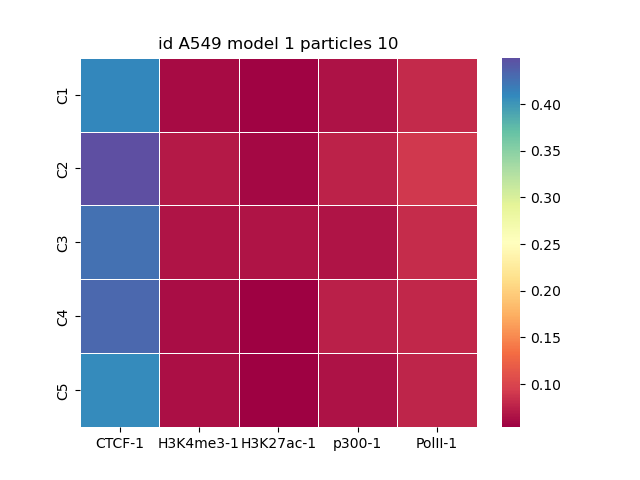 id A549 model 1 particles 10
C1
C2
C3
C4
C5
CTCF-1
H3K4me3-1
H3K27ac-1
p300-1
PolII-1
0.40
0.35
0.30
0.25
0.20
0.15
0.10